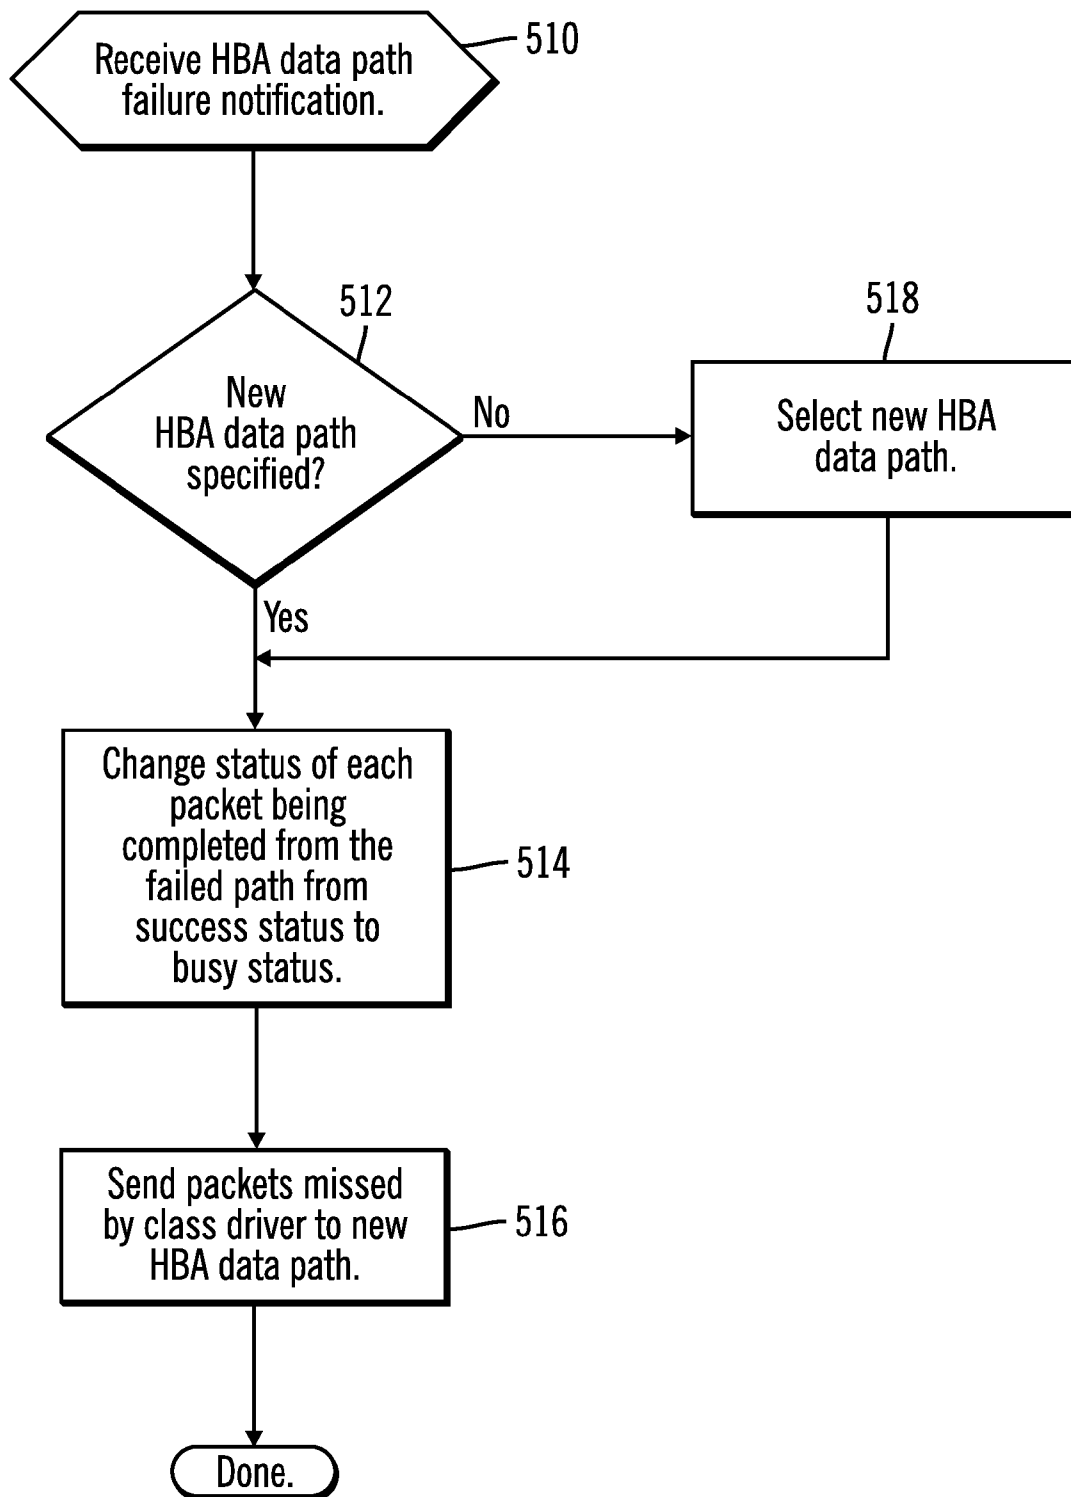 Receive HBA data path
failure notification.
510
512
New
HBA data path
specified?
No
518
Select new HBA
data path.
Yes
Change status of each
packet being
completed from the
failed path from
success status to
busy status.
514
Send packets missed
by class driver to new
HBA data path.
516
Done.